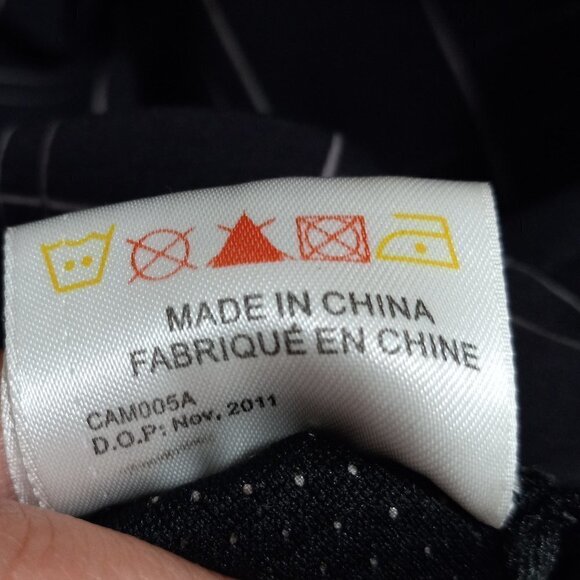 MADE IN CHINA
FABRIQUÉ EN CHINE
CAM005A
D.O.P: Nov. 2011